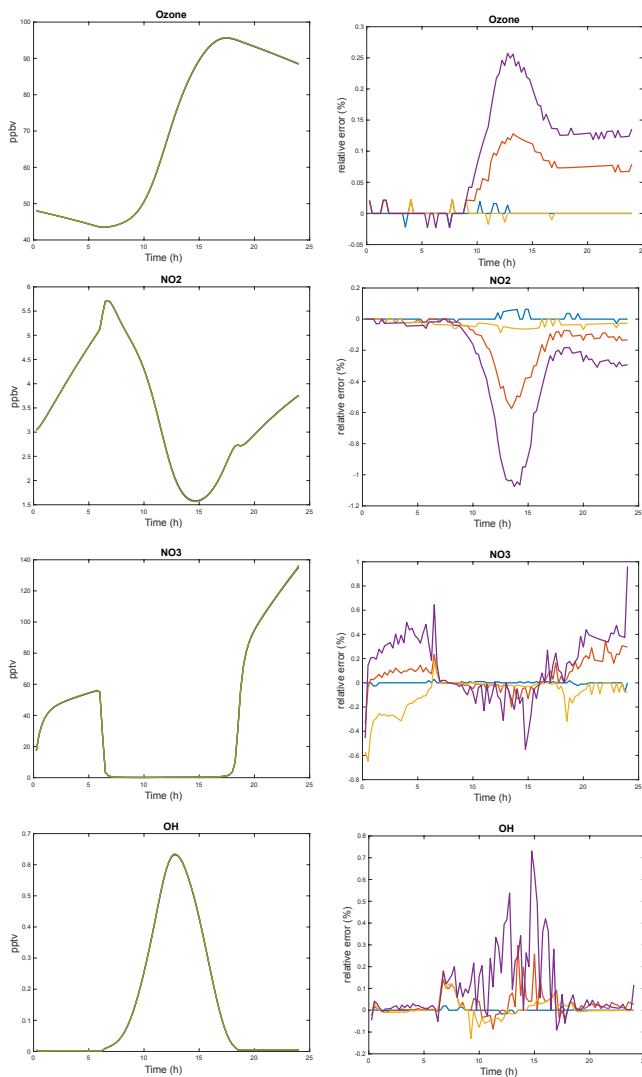 Ozone
100
90
80
70
60
50
40
ppbv
0 5 10 15 20 25
Time (h)
Ozone
0.3
0.25
0.2
0.15
0.1
0.05
0
-0.05
relative error (%)
0 5 10 15 20 25
Time (h)
NO2
6
5.5
5
4.5
4
3.5
3
2.5
2
1.5
ppbv
0 5 10 15 20 25
Time (h)
NO2
0.2
0
-0.2
-0.4
-0.6
-0.8
-1
-1.2
relative error (%)
0 5 10 15 20 25
Time (h)
NO3
140
120
100
80
60
40
20
0
pptv
0 5 10 15 20 25
Time (h)
NO3
1
0.8
0.6
0.4
0.2
0
-0.2
-0.4
-0.6
-0.8
relative error (%)
0 5 10 15 20 25
Time (h)
OH
0.7
0.6
0.5
0.4
0.3
0.2
0.1
0
pptv
0 5 10 15 20 25
Time (h)
OH
0.8
0.7
0.6
0.5
0.4
0.3
0.2
0.1
0
-0.1
-0.2
relative error (%)
0 5 10 15 20 25
Time (h)